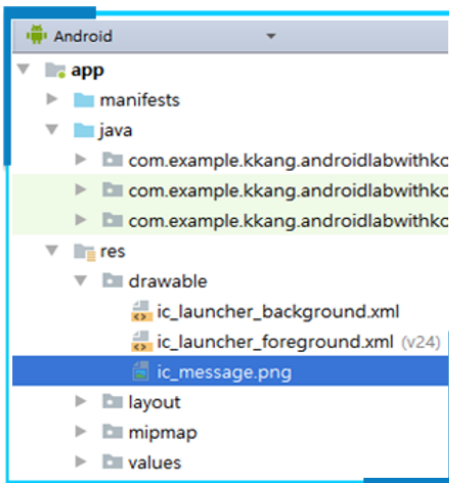 Android
app
manifests
java
com.example.kkang.androidlabwithkc
com.example.kkang.androidlabwithkc
com.example.kkang.androidlabwithkc
res
drawable
ic_launcher_background.xml
ic_launcher_foreground.xml (v24)
ic_message.png
layout
mipmap
values